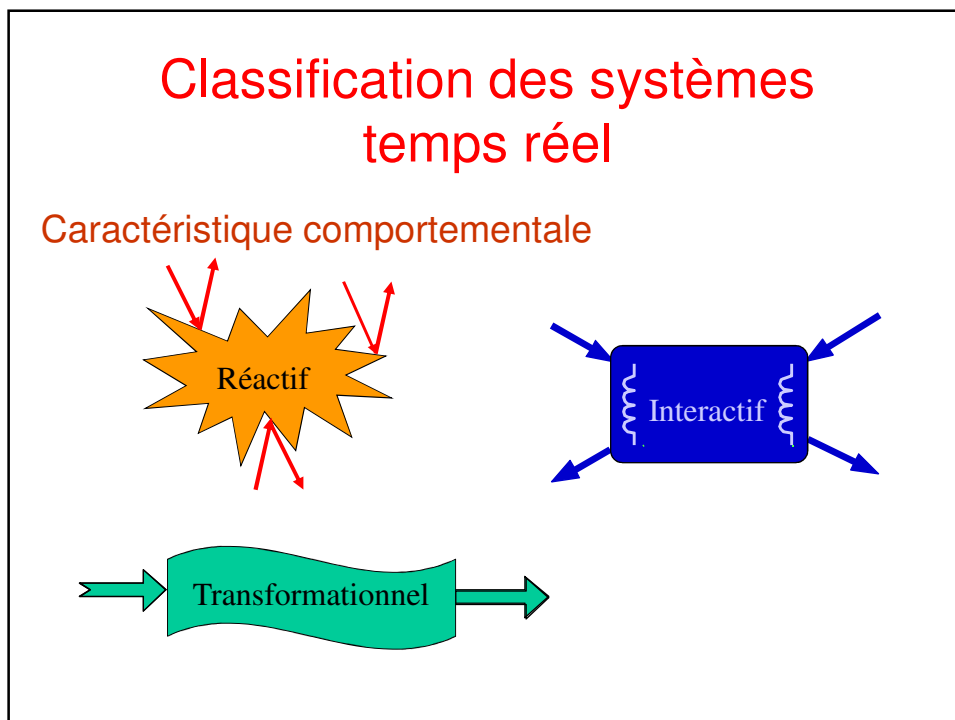 Classification des systèmes
temps réel
Caractéristique comportementale
Réactif
Interactif
Transformationnel